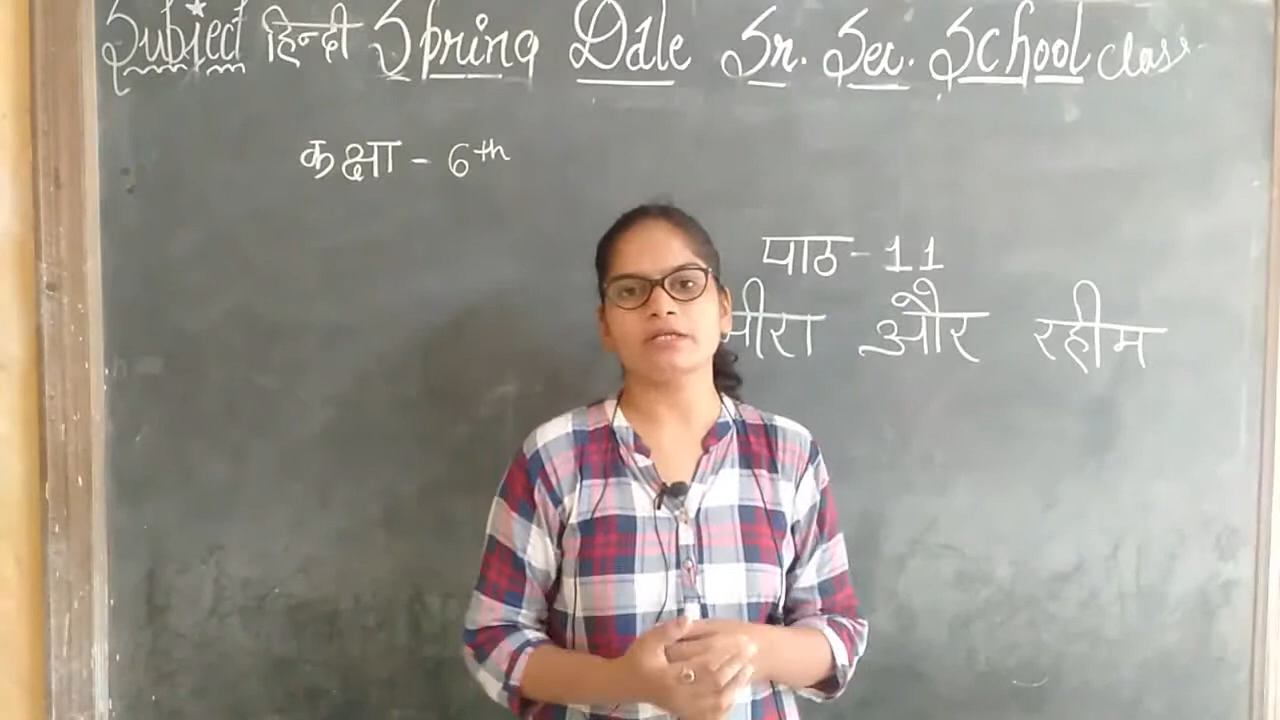 Subject हिन्दी Spring Dale Sr. Sec. School Class
कक्षा - 6th
पाठ - 11
मीरा और रहीम